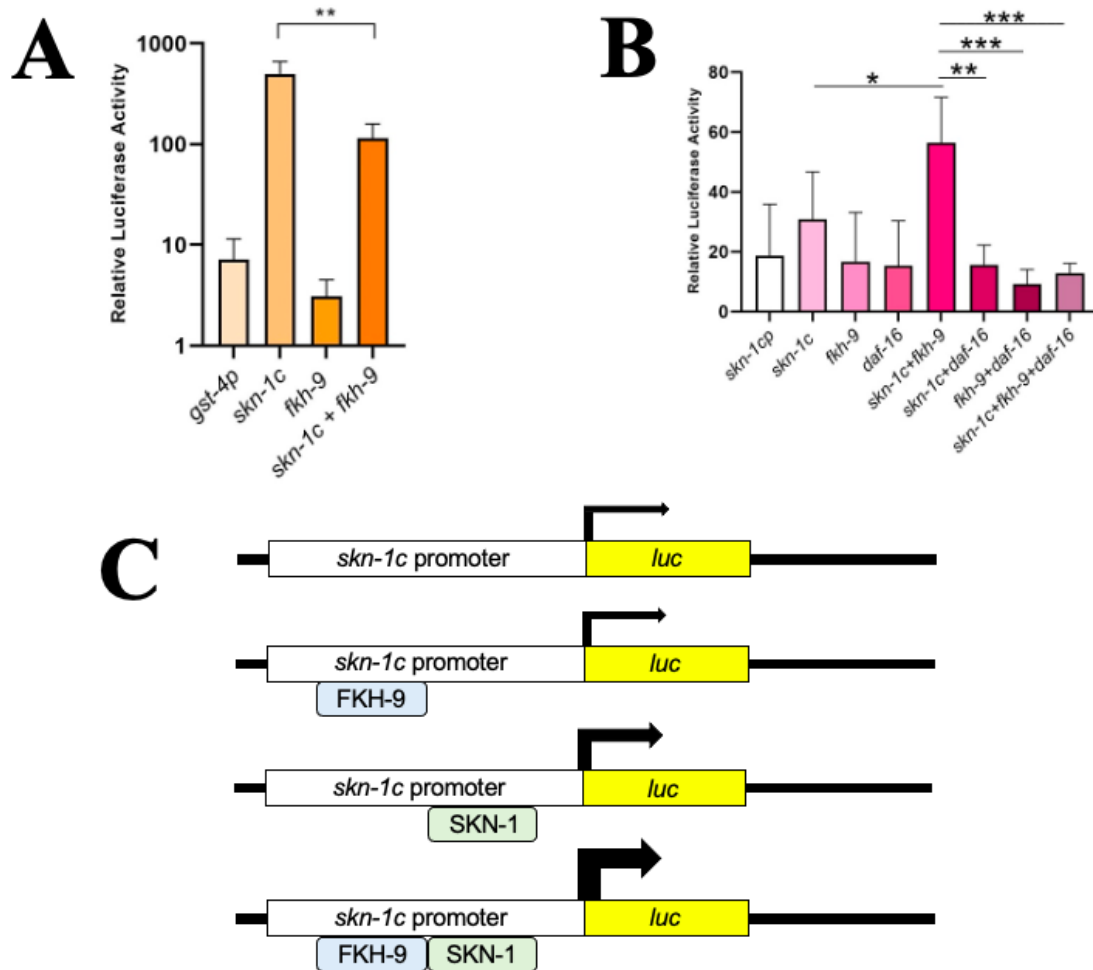 A
Relative Luciferase Activity
1000
100
10
1
**
gst-4p
skn-1c
fkh-9
skn-1c + fkh-9
B
Relative Luciferase Activity
80
60
40
20
0
*
***
***
**
skn-1cp
skn-1c
fkh-9
daf-16
skn-1c+fkh-9
skn-1c+daf-16
fkh-9+daf-16
skn-1c+fkh-9+daf-16
C
skn-1c promoter luc
skn-1c promoter luc
FKH-9
skn-1c promoter luc
SKN-1
skn-1c promoter luc
FKH-9 SKN-1